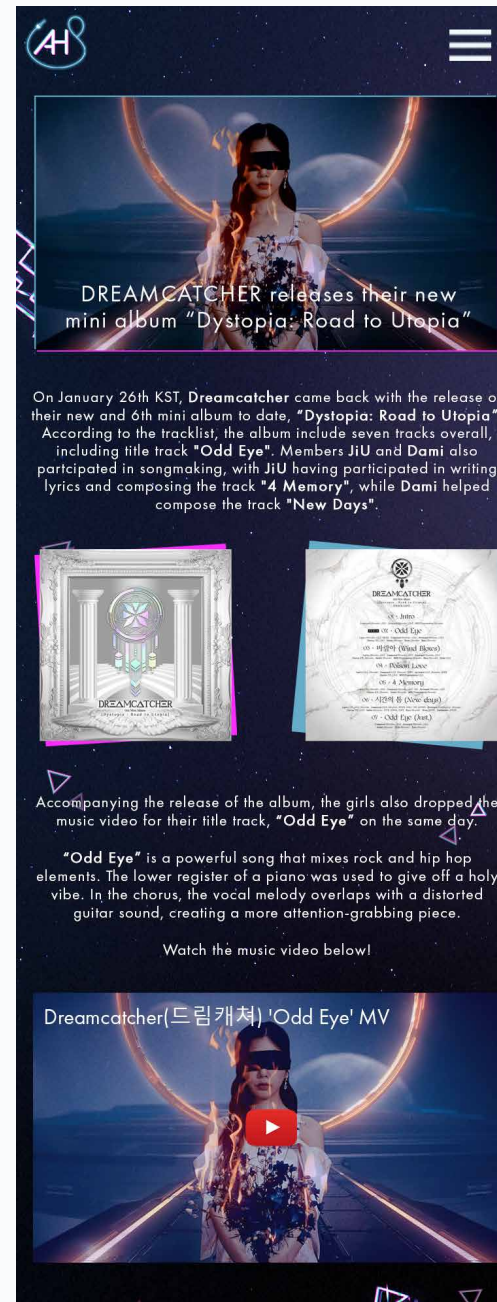 AH
DREAMCATCHER releases their new
mini album “Dystopia: Road to Utopia”
On January 26th KST, Dreamcatcher came back with the release o
their new and 6th mini album to date, “Dystopia: Road to Utopia”
According to the tracklist, the album include seven tracks overall,
including title track "Odd Eye". Members JiU and Dami also
partcipated in songmaking, with JiU having participated in writing
lyrics and composing the track "4 Memory", while Dami helped
compose the track "New Days".
DREAMCATCHER
[Dystopia : Road to Utopia]
DREAMCATCHER
01 - Intro
02 - Odd Eye
03 - 바람아 (Wind Blows)
04 - Poison Love
05 - 4 Memory
06 - 시간의 틈 (New days)
07 - Odd Eye (Inst.)
Accompanying the release of the album, the girls also dropped the
music video for their title track, “Odd Eye” on the same day.
“Odd Eye” is a powerful song that mixes rock and hip hop
elements. The lower register of a piano was used to give off a holy
vibe. In the chorus, the vocal melody overlaps with a distorted
guitar sound, creating a more attention-grabbing piece.
Watch the music video below!
Dreamcatcher(드림캐쳐) 'Odd Eye' MV